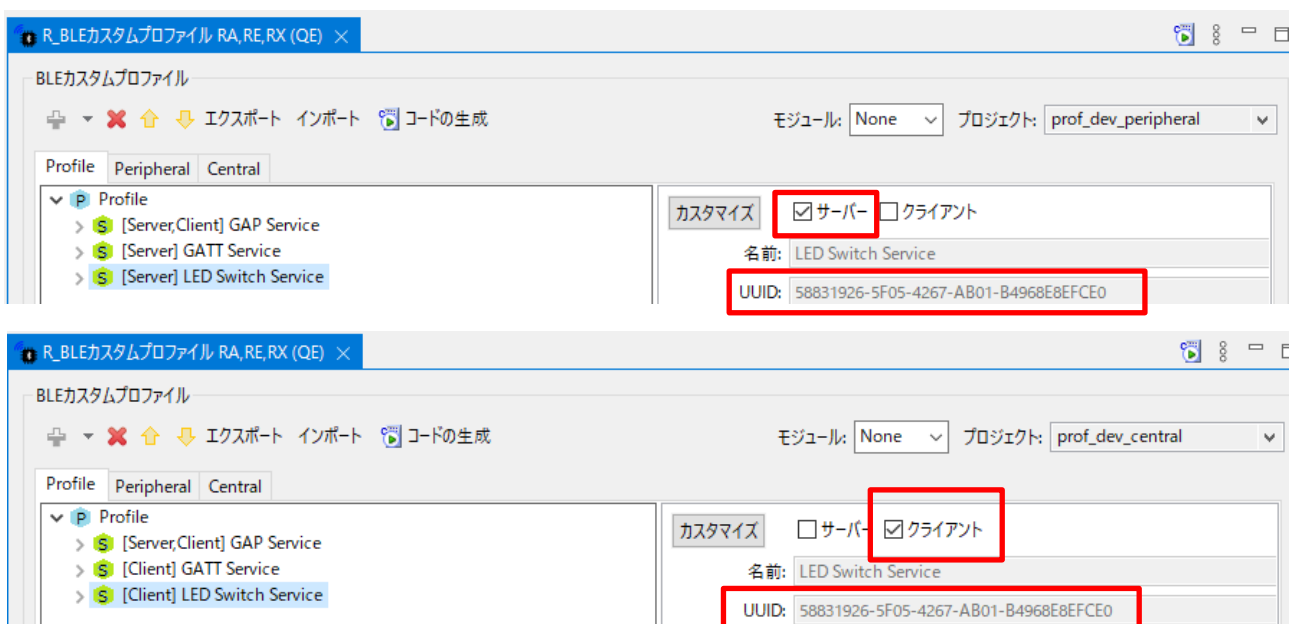 R_BLEカスタムプロファイル RA,RE,RX (QE)
BLEカスタムプロファイル
エクスポート インポート コードの生成 モジュール: None プロジェクト: prof_dev_peripheral
Profile Peripheral Central
Profile
[Server,Client] GAP Service
[Server] GATT Service
[Server] LED Switch Service
カスタマイズ サーバー クライアント
名前: LED Switch Service
UUID: 58831926-5F05-4267-AB01-B4968E8EFCE0
R_BLEカスタムプロファイル RA,RE,RX (QE)
BLEカスタムプロファイル
エクスポート インポート コードの生成 モジュール: None プロジェクト: prof_dev_central
Profile Peripheral Central
Profile
[Server,Client] GAP Service
[Client] GATT Service
[Client] LED Switch Service
カスタマイズ サーバー クライアント
名前: LED Switch Service
UUID: 58831926-5F05-4267-AB01-B4968E8EFCE0